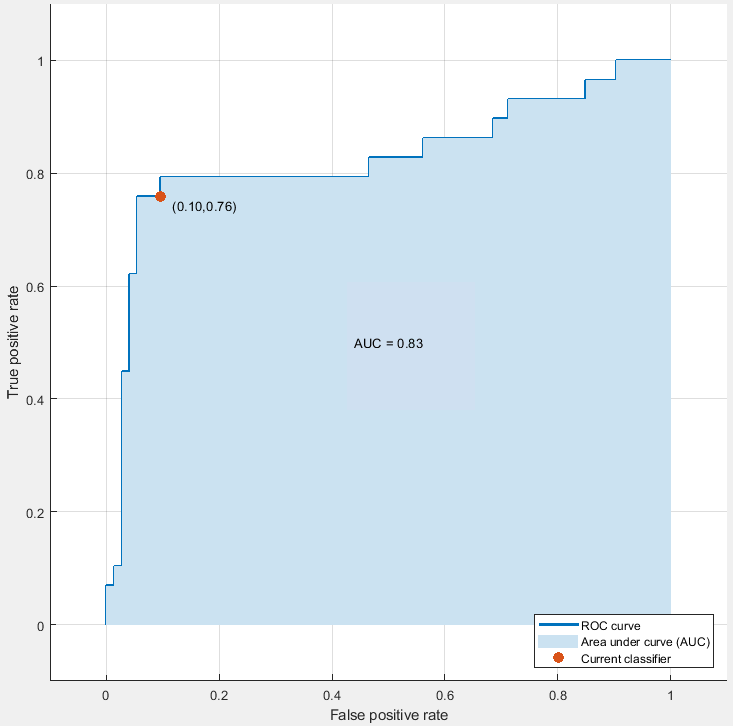 1
0.8
0.6
0.4
0.2
0
True positive rate
(0.10,0.76)
AUC = 0.83
ROC curve
Area under curve (AUC)
Current classifier
0 0.2 0.4 0.6 0.8 1
False positive rate